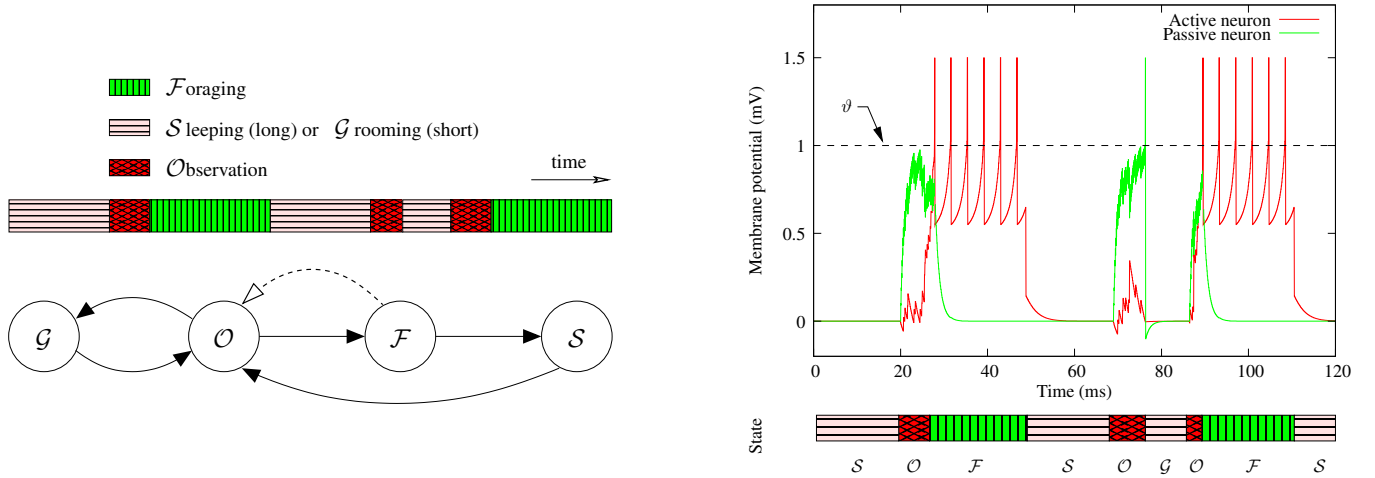 ℱoraging
𝒮leeping (long) or 𝒢rooming (short)
𝒪bservation
time
𝒢
𝒪
ℱ
𝒮
Active neuron
Passive neuron
ϑ
Membrane potential (mV)
1.5
1
0.5
0
0 20 40 60 80 100 120
Time (ms)
State
𝒮 𝒪 ℱ 𝒮 𝒪 𝒢 𝒪 ℱ 𝒮